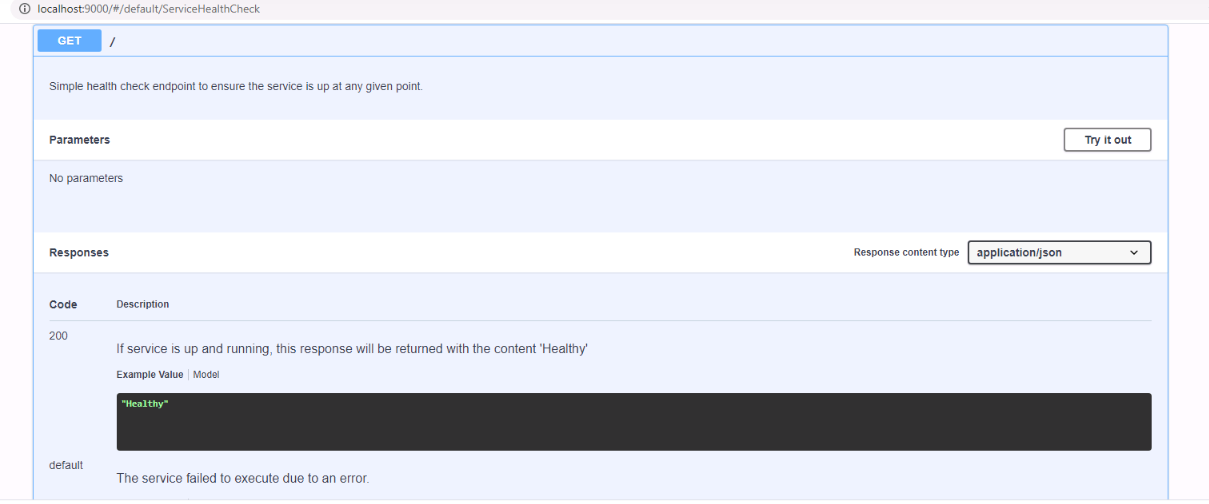 localhost:9000/#/default/ServiceHealthCheck
GET /
Simple health check endpoint to ensure the service is up at any given point.
Parameters Try it out
No parameters
Responses Response content type application/json
Code Description
200
If service is up and running, this response will be returned with the content 'Healthy'
Example Value Model
"Healthy"
default
The service failed to execute due to an error.